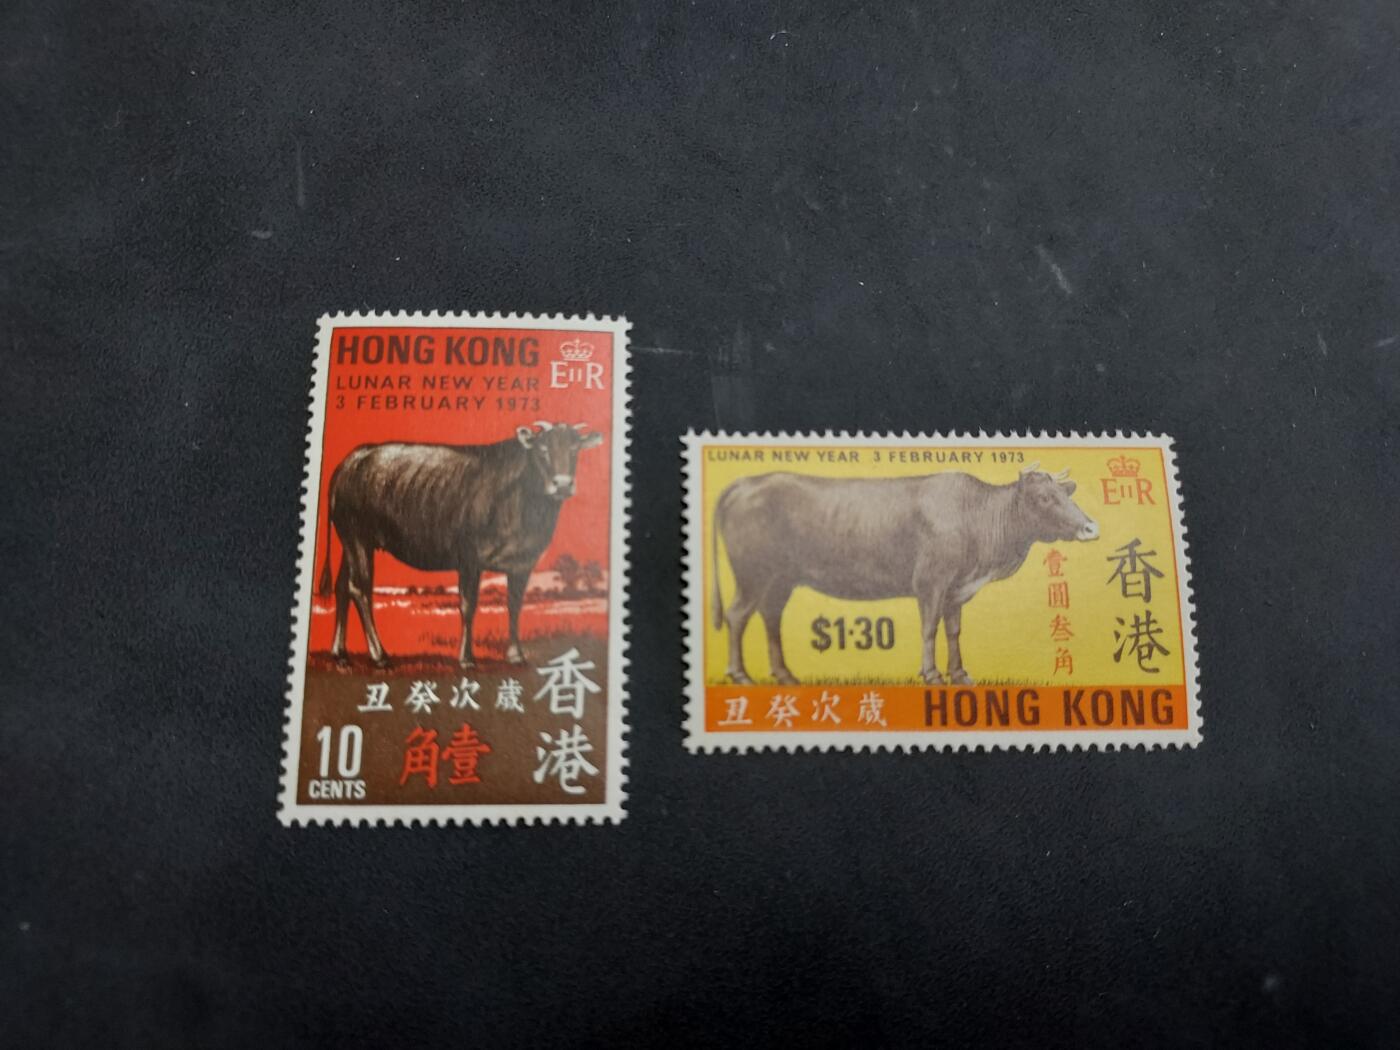 HONG KONG
LUNAR NEW YEAR
3 FEBRUARY 1973
EIIR
歲次癸丑
香港
壹角
10
CENTS
LUNAR NEW YEAR 3 FEBRUARY 1973
EIIR
香港
壹圓叁角
$1·30
歲次癸丑
HONG KONG